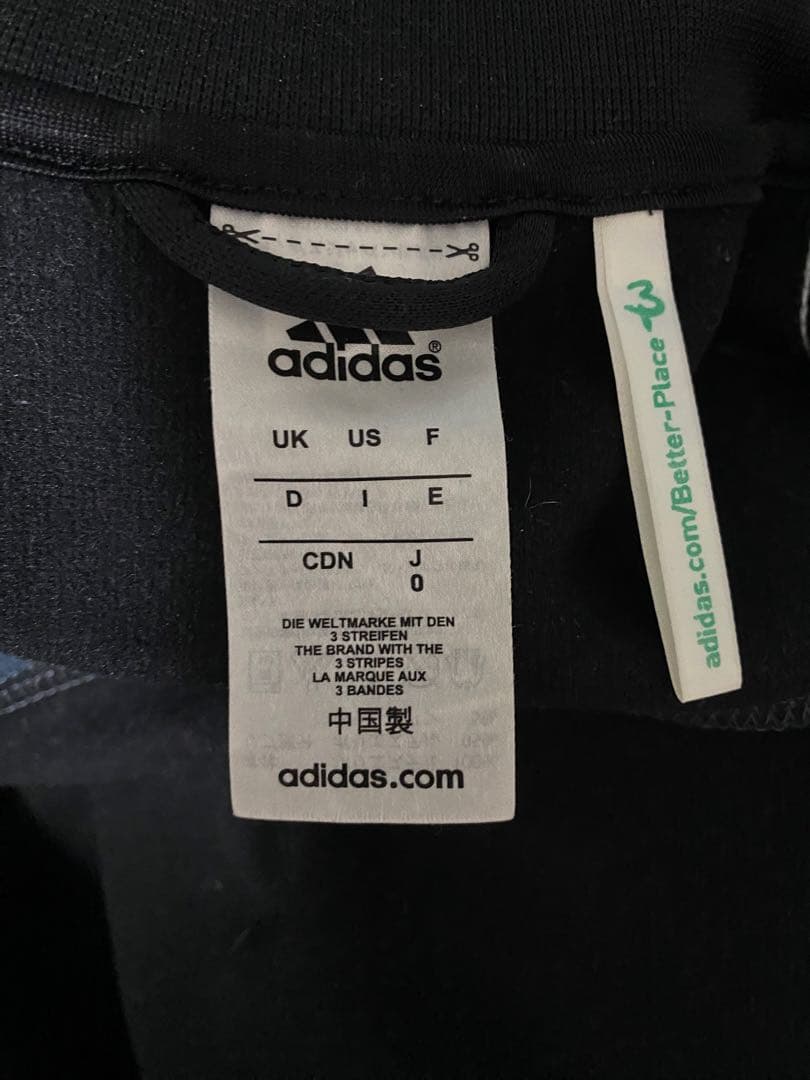 adidas®
UK US F
D I E
CDN J
O
DIE WELTMARKE MIT DEN
3 STREIFEN
THE BRAND WITH THE
3 STRIPES
LA MARQUE AUX
3 BANDES
中国製
adidas.com
adidas.com/Better-Place